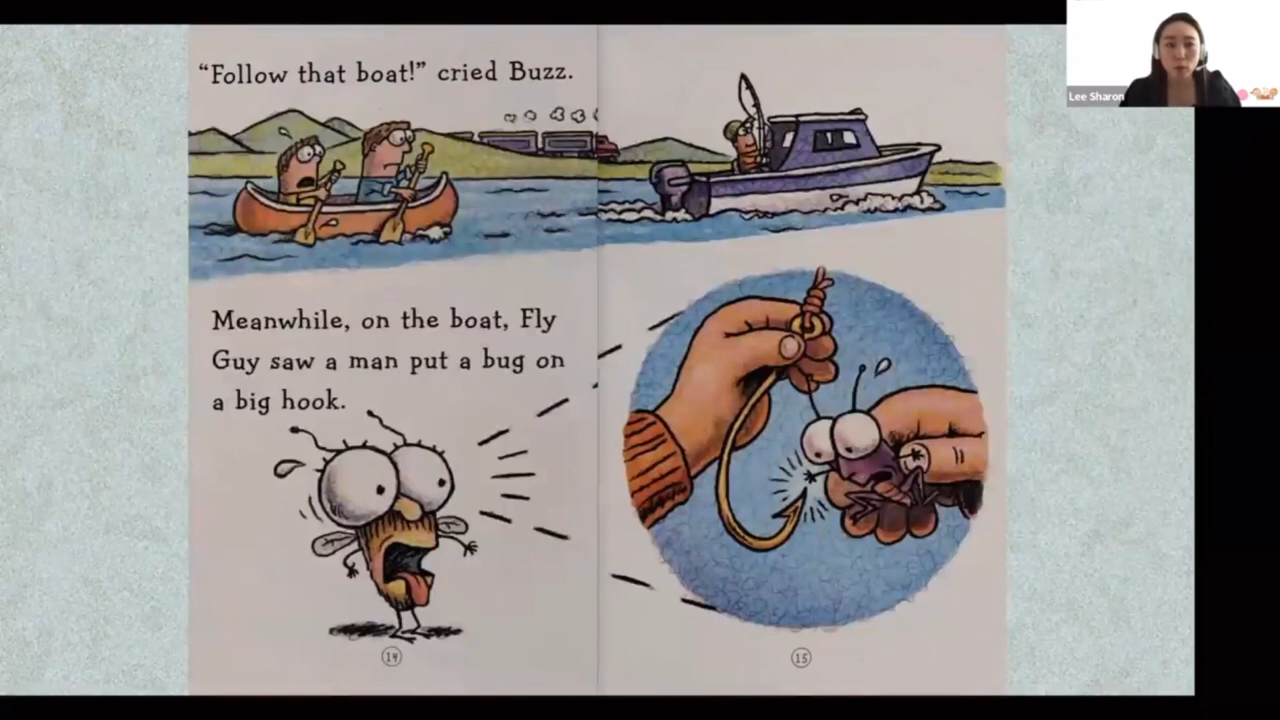 “Follow that boat!” cried Buzz.
Meanwhile, on the boat, Fly
Guy saw a man put a bug on
a big hook.
14
15
Lee Sharon